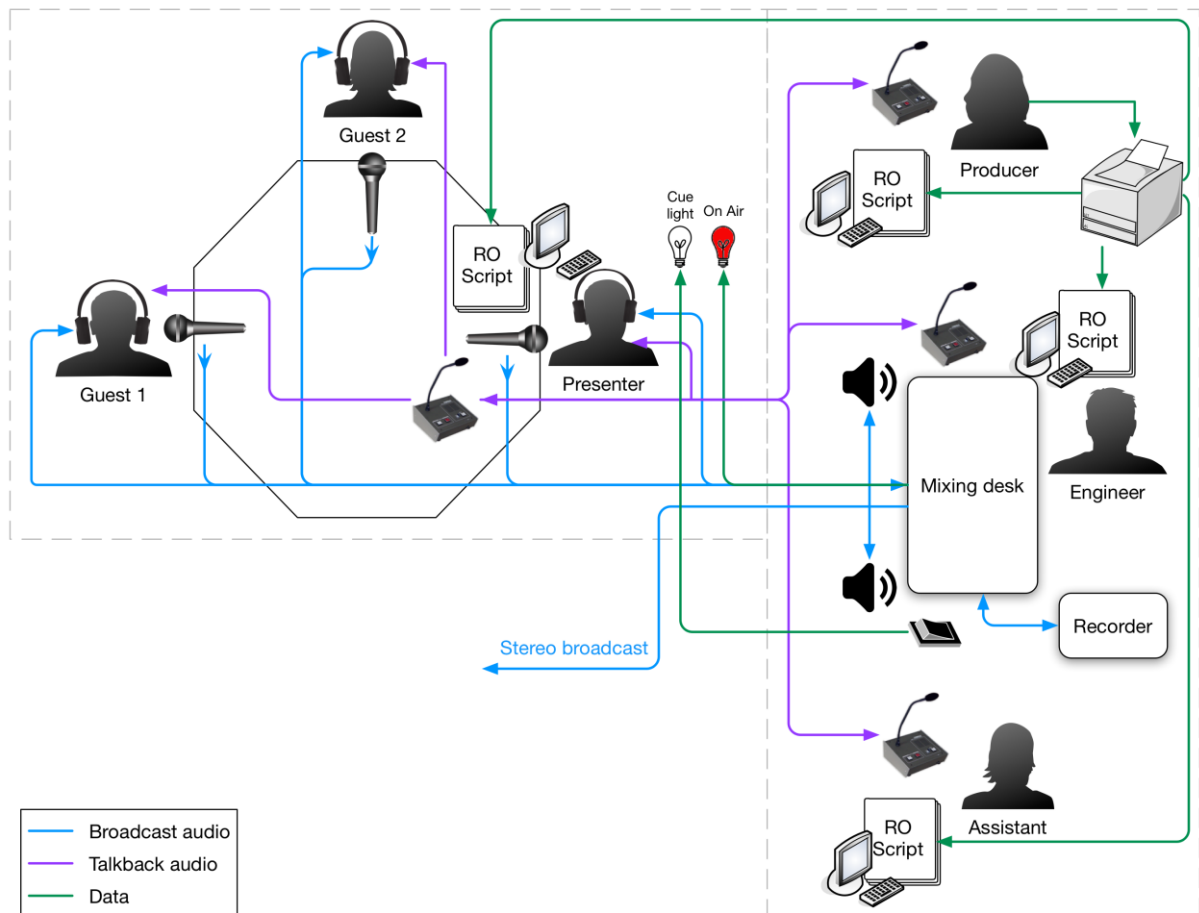 Guest 2
Producer
RO
Script
Cue
light
On Air
RO
Script
RO
Script
Guest 1
Presenter
Mixing desk
Engineer
Stereo broadcast
Recorder
Assistant
RO
Script
Broadcast audio
Talkback audio
Data